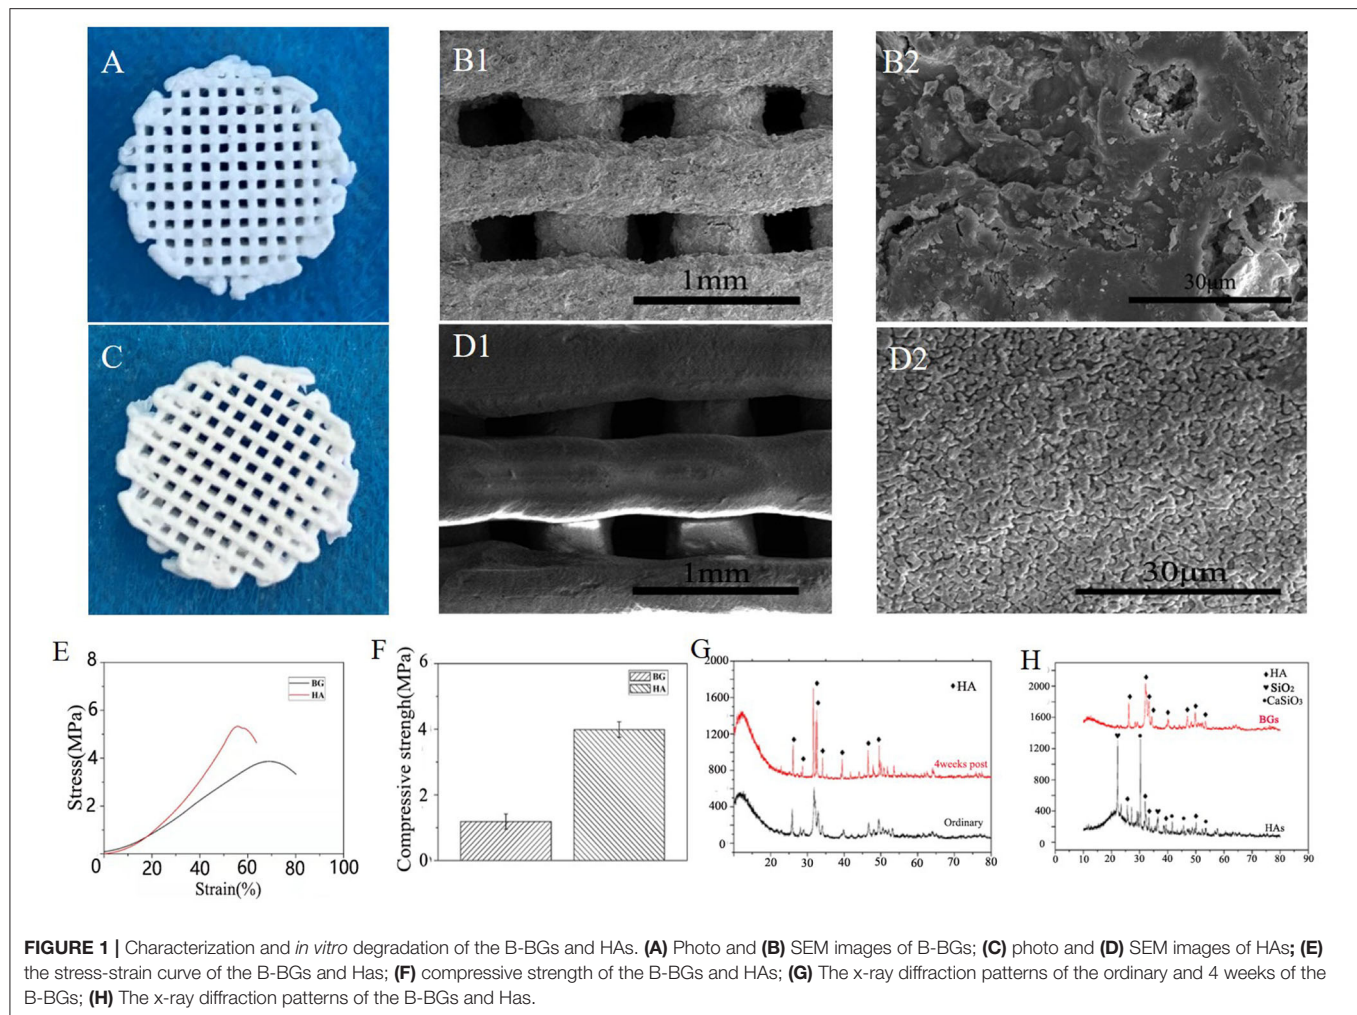 A
B1
1mm
B2
30µm
C
D1
1mm
D2
30µm
E
8
6
4
2
Stress(MPa)
BG
HA
0
20
40
60
80
100
Strain(%)
F
6
4
2
0
Compressive strengh(MPa)
BG
HA
G
2000
1600
1200
800
400
0
♦HA
4weeks post
Ordinary
20
30
40
50
60
70
80
H
2000
1600
1200
800
400
0
♦HA
♥SiO₂
♦CaSiO₃
BGs
HAs
10
20
30
40
50
60
70
80
90
FIGURE 1 | Characterization and in vitro degradation of the B-BGs and HAs. (A) Photo and (B) SEM images of B-BGs; (C) photo and (D) SEM images of HAs; (E)
the stress-strain curve of the B-BGs and Has; (F) compressive strength of the B-BGs and HAs; (G) The x-ray diffraction patterns of the ordinary and 4 weeks of the
B-BGs; (H) The x-ray diffraction patterns of the B-BGs and Has.